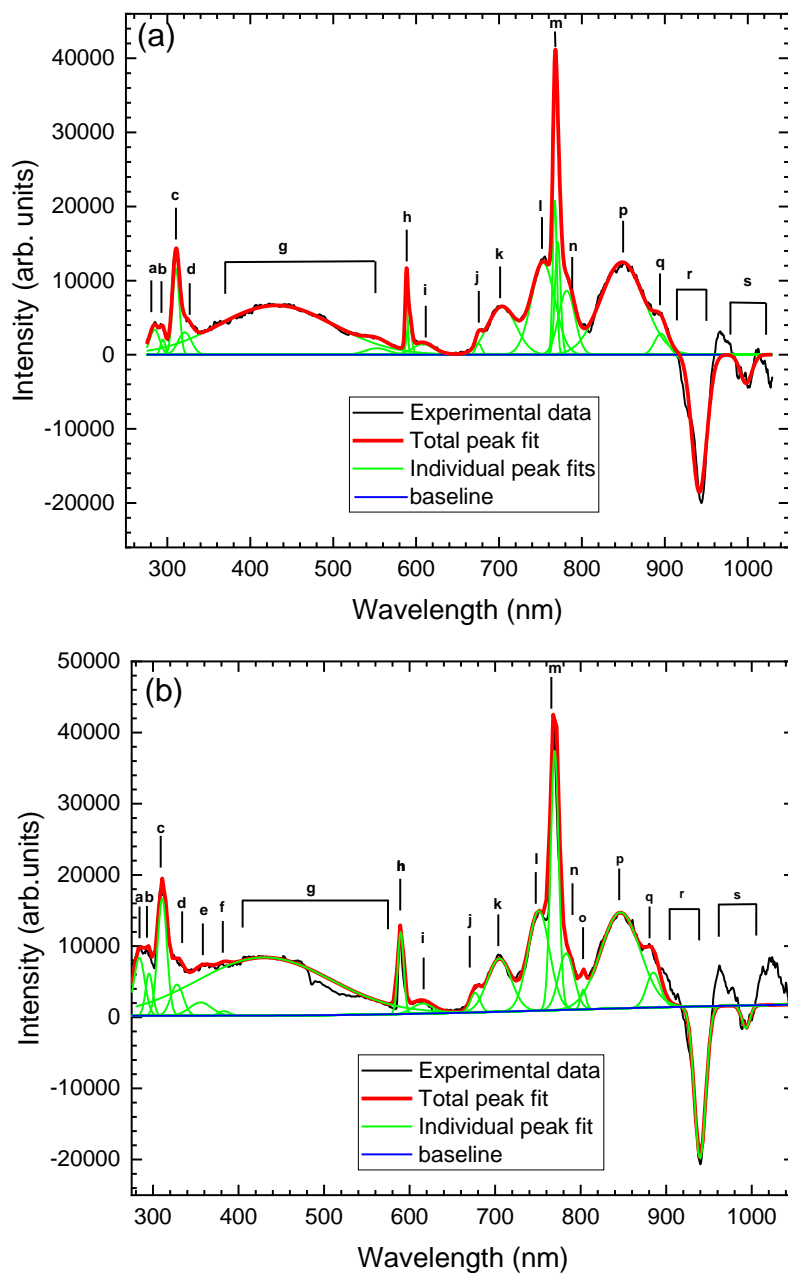 (a)
m
40000
30000
c
l
20000
p
h
g
n
k
q
10000
a b
d
r
s
i
j
0
Experimental data
-10000
Total peak fit
Individual peak fits
-20000
baseline
300 400 500 600 700 800 900 1000
Wavelength (nm)
Intensity (arb. units)
50000
(b)
m
40000
30000
c
20000
h
l
n
p
k
g
a b
d
e
f
i
j
o
q
r
s
10000
0
Experimental data
Total peak fit
-10000
Individual peak fit
baseline
-20000
300 400 500 600 700 800 900 1000
Wavelength (nm)
Intensity (arb.units)